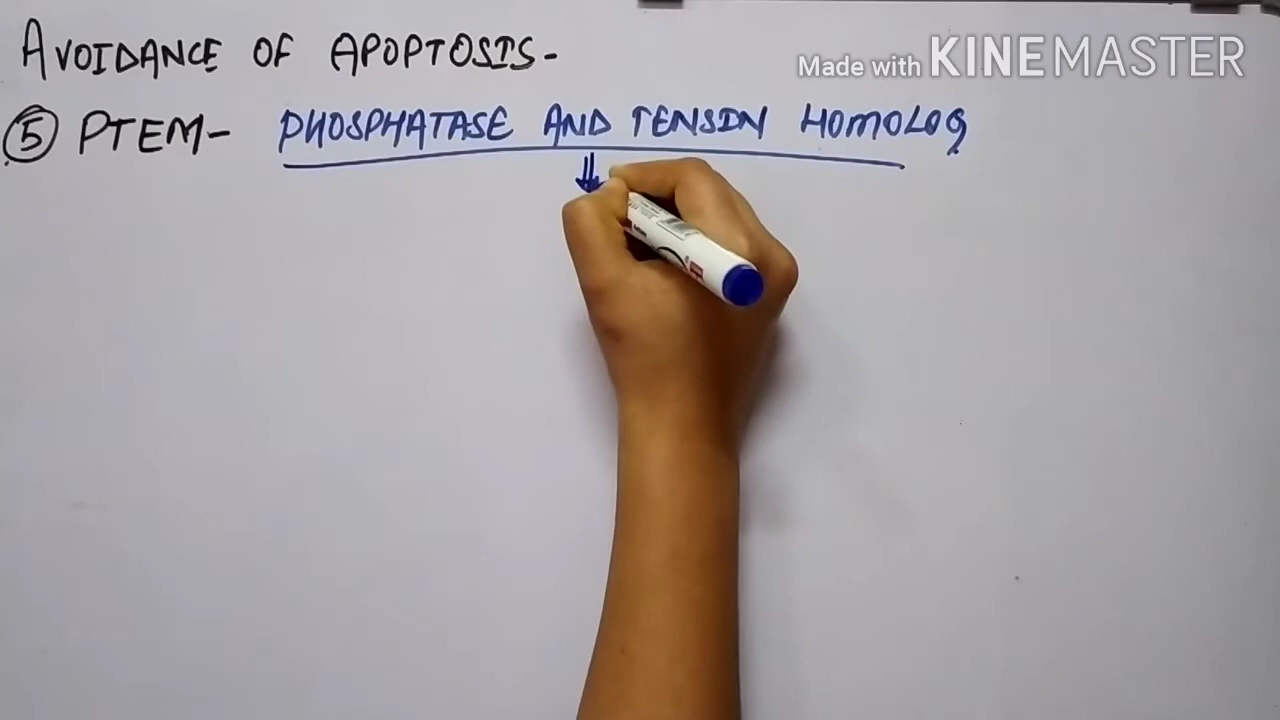 AVOIDANCE OF APOPTOSIS-
Made with KINEMASTER
5 PTEM- PHOSPHATASE AND TENSIN HOMOLOG